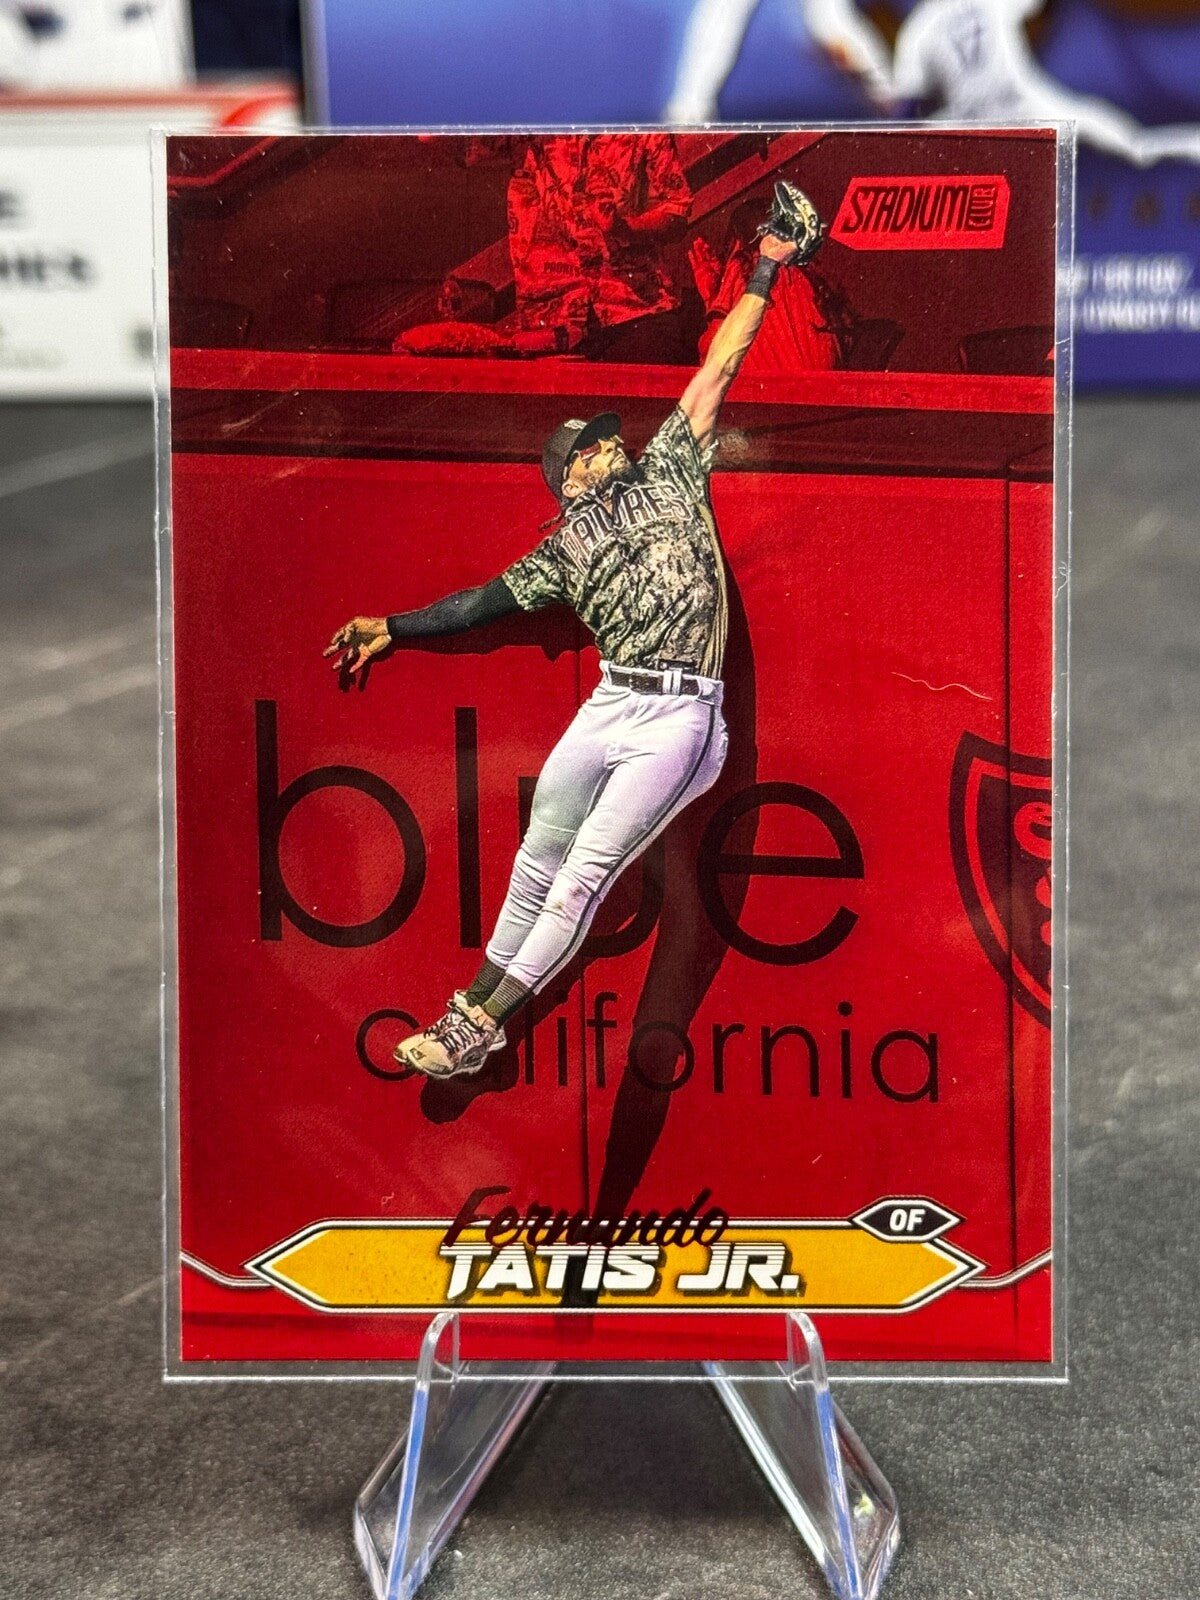 STADIUM CLUB
PADRES
blue
california
Fernando
OF
TATIS JR.